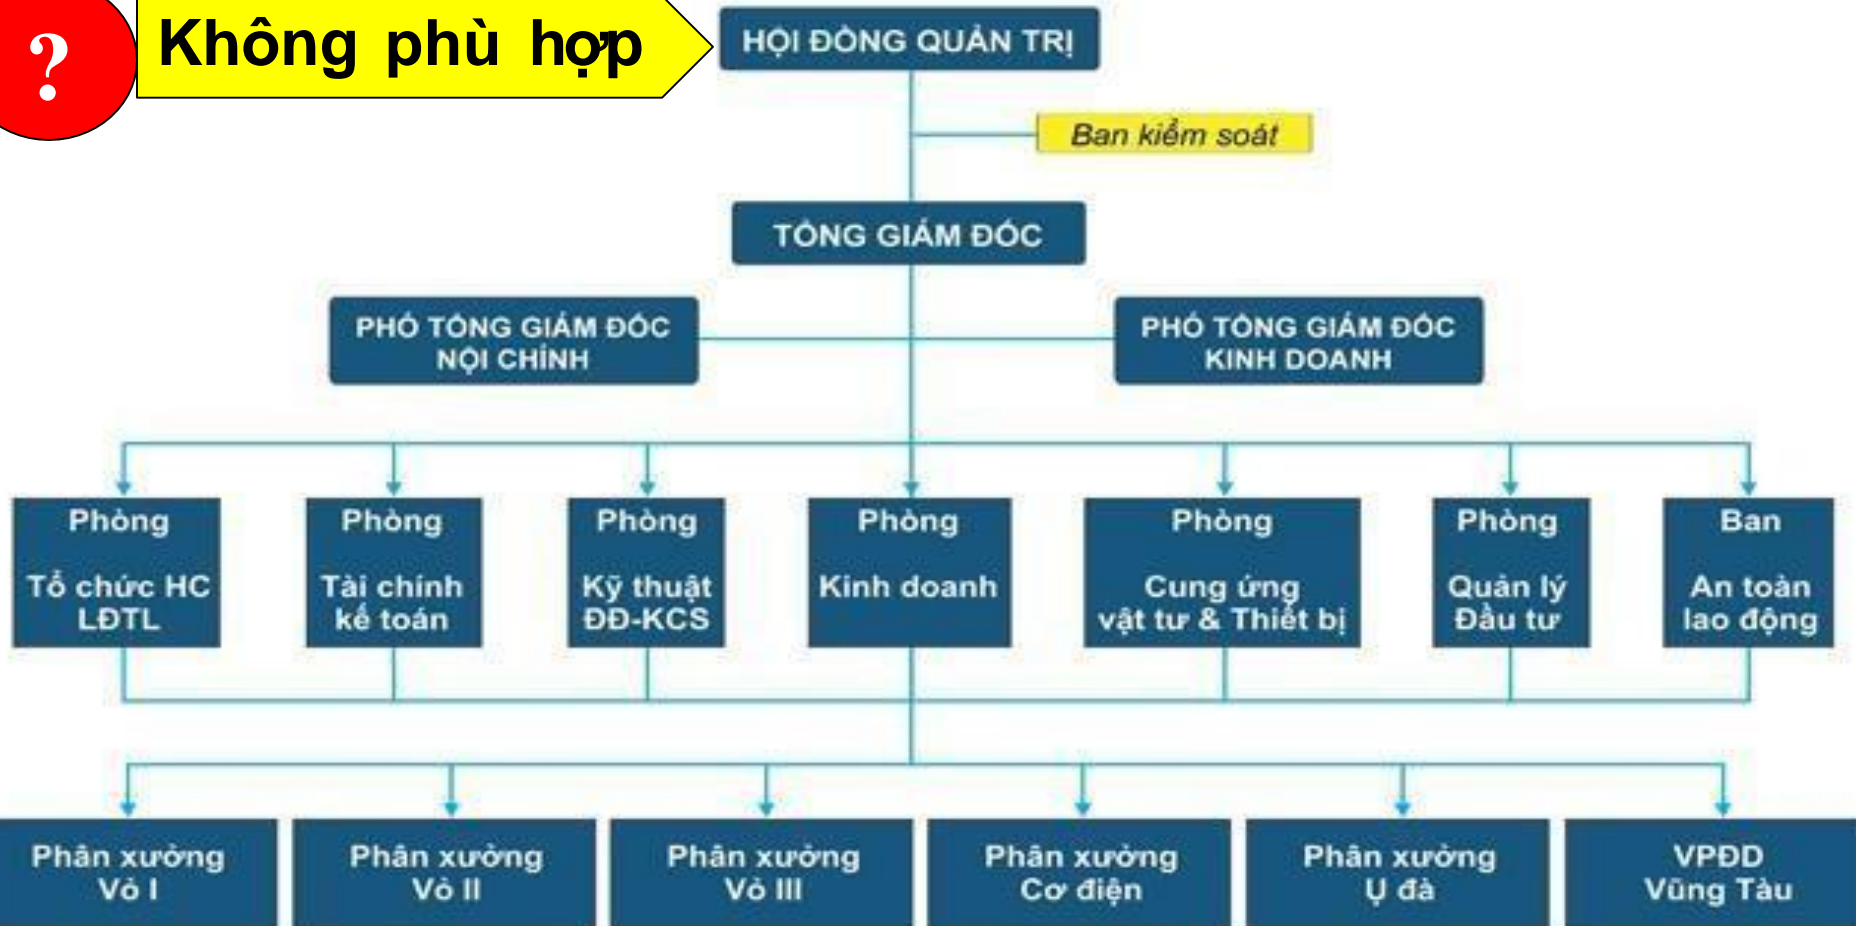 ?
Không phù hợp
HỘI ĐỒNG QUẢN TRỊ
Ban kiểm soát
TỔNG GIÁM ĐỐC
PHÓ TỔNG GIÁM ĐỐC
NỘI CHÍNH
PHÓ TỔNG GIÁM ĐỐC
KINH DOANH
Phòng
Tổ chức HC
LĐTL
Phòng
Tài chính
kế toán
Phòng
Kỹ thuật
ĐĐ-KCS
Phòng
Kinh doanh
Phòng
Cung ứng
vật tư & Thiết bị
Phòng
Quản lý
Đầu tư
Ban
An toàn
lao động
Phân xưởng
Vỏ I
Phân xưởng
Vỏ II
Phân xưởng
Vỏ III
Phân xưởng
Cơ điện
Phân xưởng
Ụ đà
VPĐD
Vũng Tàu